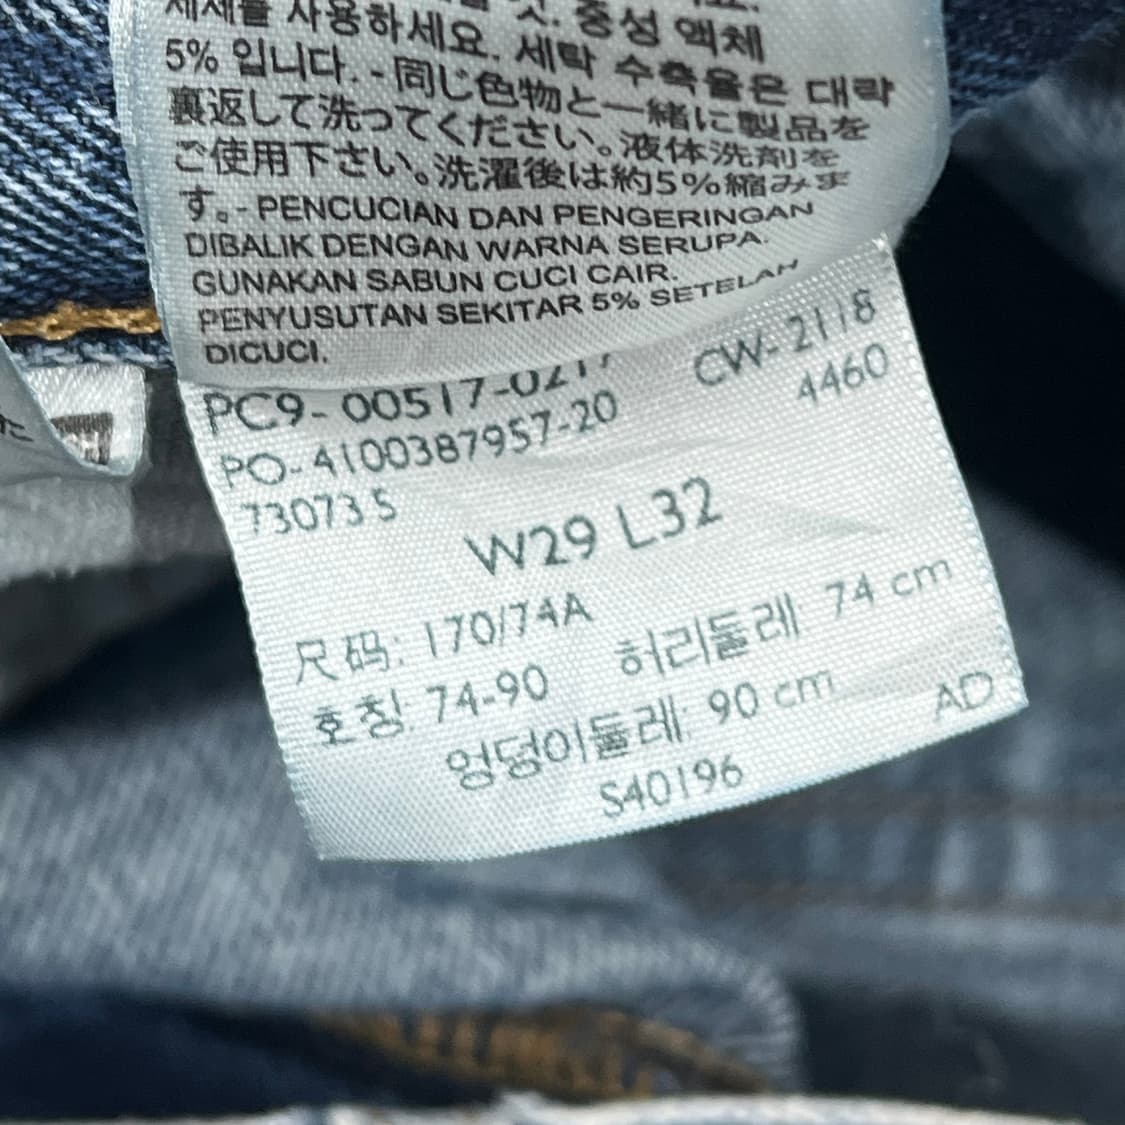 세제를 사용하세요. 세탁 수축율은 대략
5% 입니다. - 同じ色物と一緒に製品を
裏返して洗ってください。液体洗剤を
ご使用下さい。洗濯後は約5%縮みま
す。- PENCUCIAN DAN PENGERINGAN
DIBALIK DENGAN WARNA SERUPA.
GUNAKAN SABUN CUCI CAIR.
PENYUSUTAN SEKITAR 5% SETELAH
DICUCI.
PC9- 00517-0217 CW- 2118
PO- 4100387957-20 4460
73073 S
W29 L32
尺码: 170/74A
허리둘레: 74 cm
호칭: 74-90
엉덩이둘레: 90 cm
AD
S40196